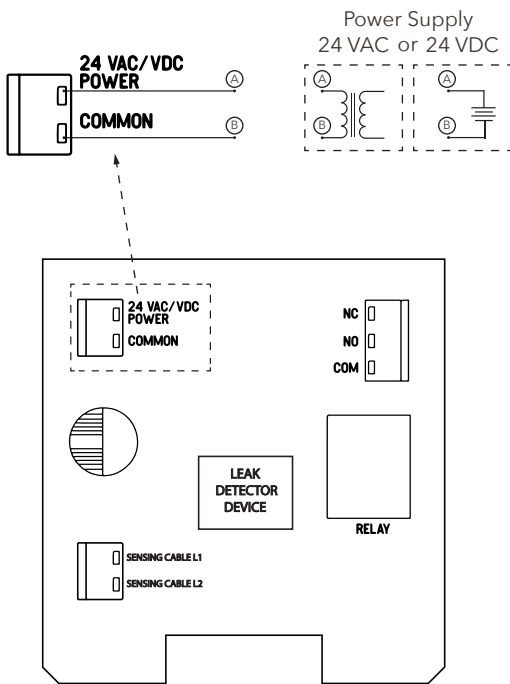 Power Supply
24 VAC or 24 VDC
24 VAC/VDC
POWER
COMMON
A
B
A
B
A
B
24 VAC/VDC
POWER
COMMON
NC
NO
COM
LEAK
DETECTOR
DEVICE
RELAY
SENSING CABLE L1
SENSING CABLE L2